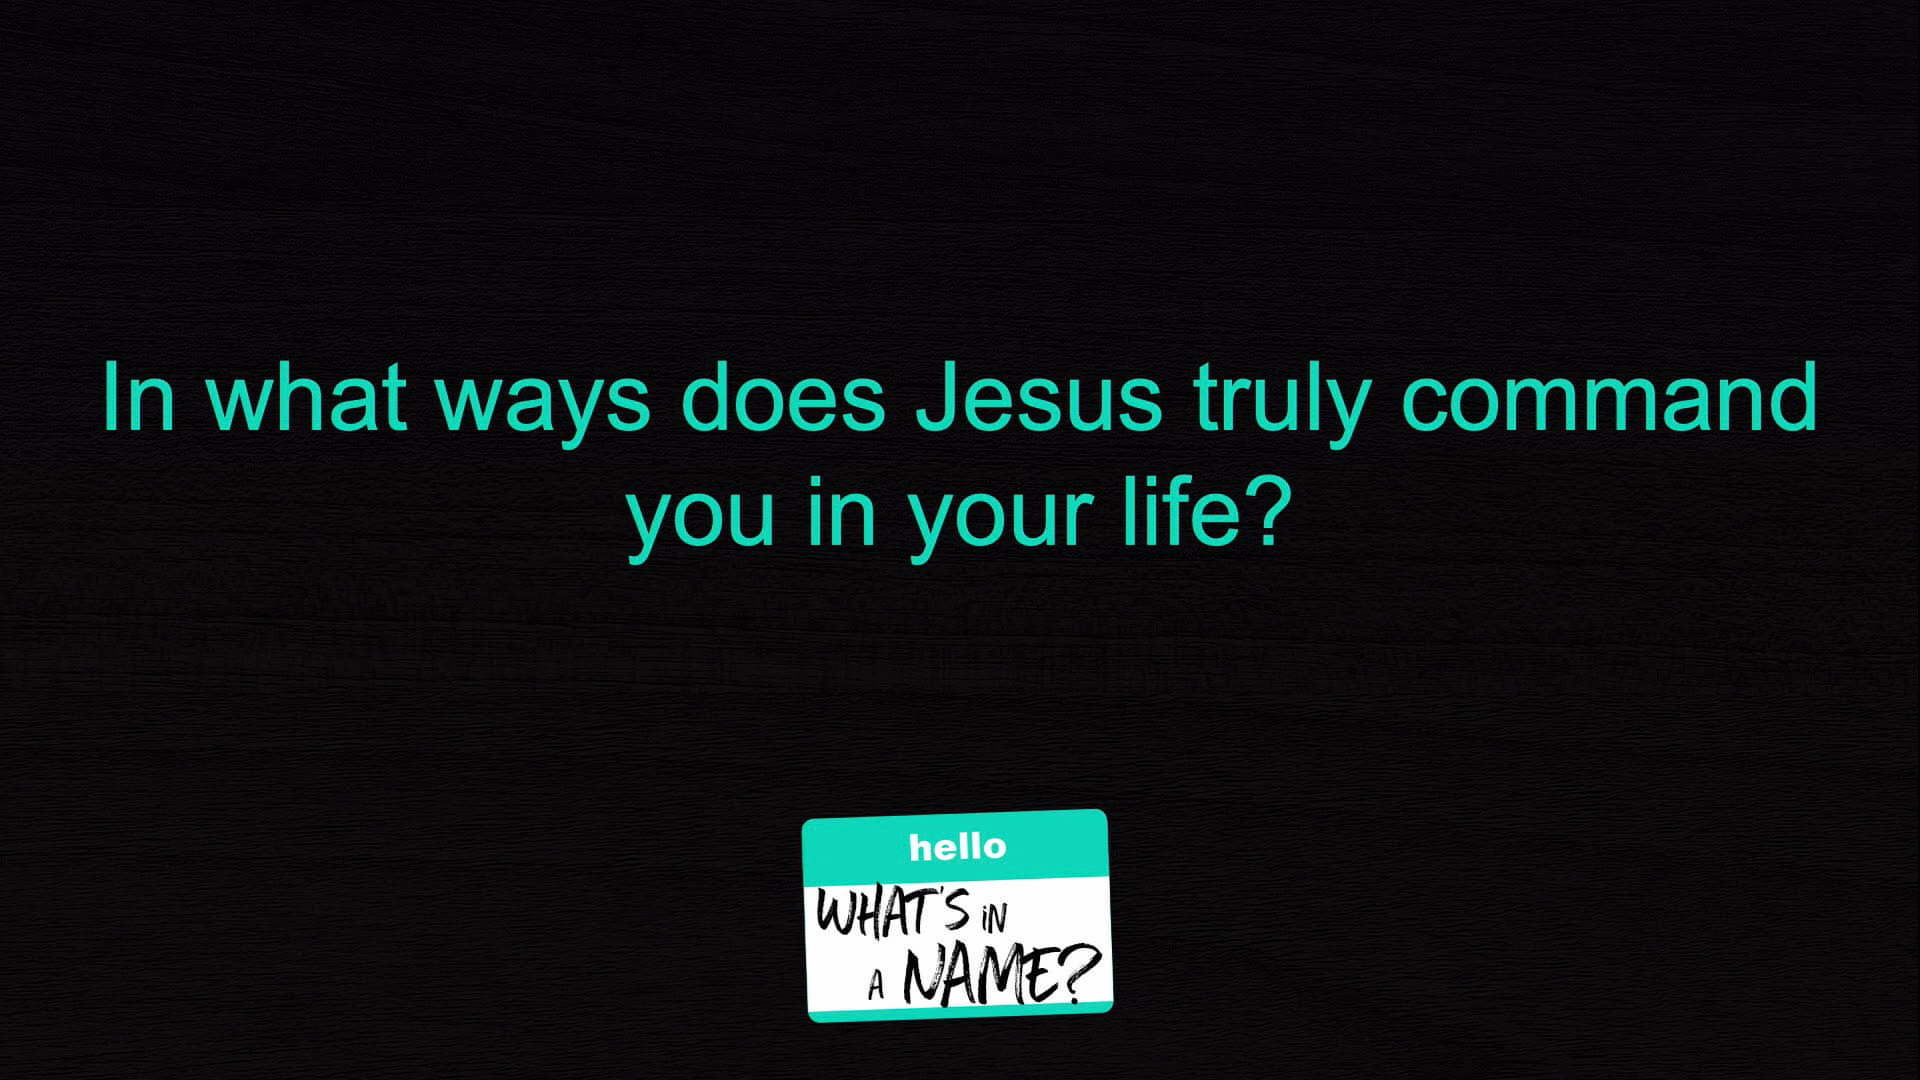 In what ways does Jesus truly command
you in your life?
hello
WHAT'S iN
A NAME?